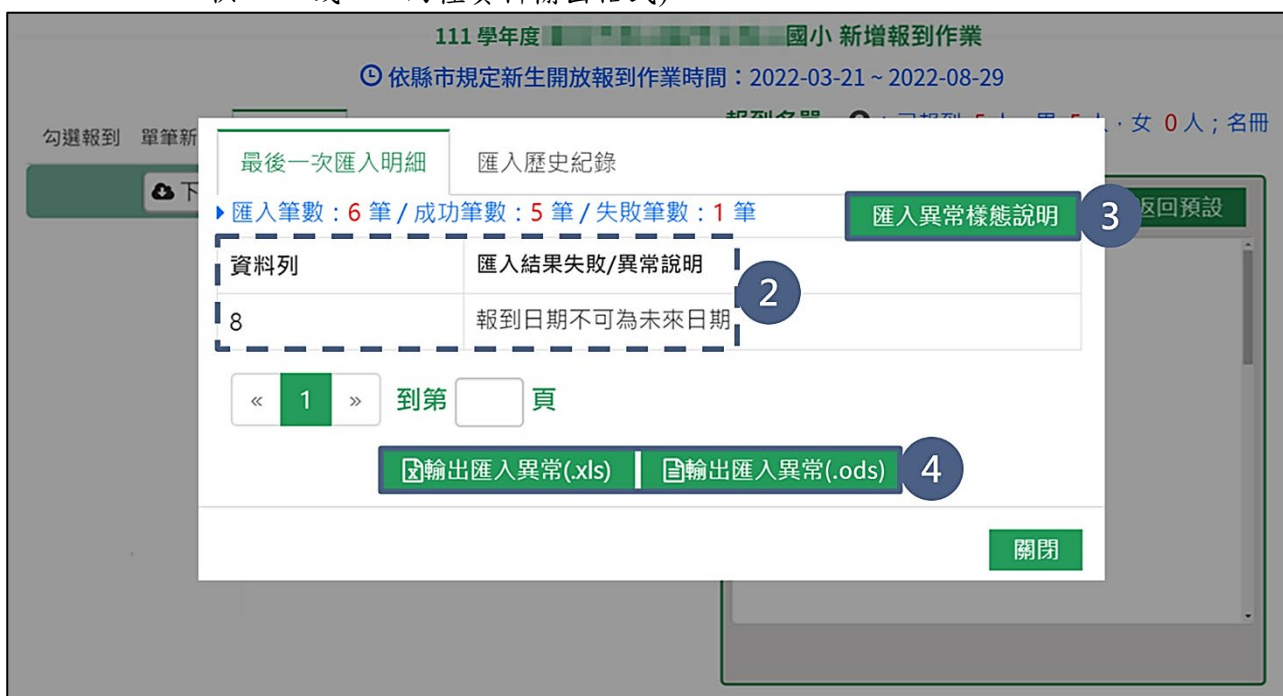 111 學年度 國小 新增報到作業
依縣市規定新生開放報到作業時間：2022-03-21 ~ 2022-08-29
勾選報到 單筆新
報到名單 ：已報到 5 人．男 5 人．女 0 人；名冊
下
返回預設
最後一次匯入明細 匯入歷史紀錄
匯入筆數：6 筆 / 成功筆數：5 筆 / 失敗筆數：1 筆
匯入異常樣態說明 3
資料列 匯入結果失敗/異常說明
2
8 報到日期不可為未來日期
« 1 » 到第 頁
輸出匯入異常(.xls) 輸出匯入異常(.ods) 4
關閉